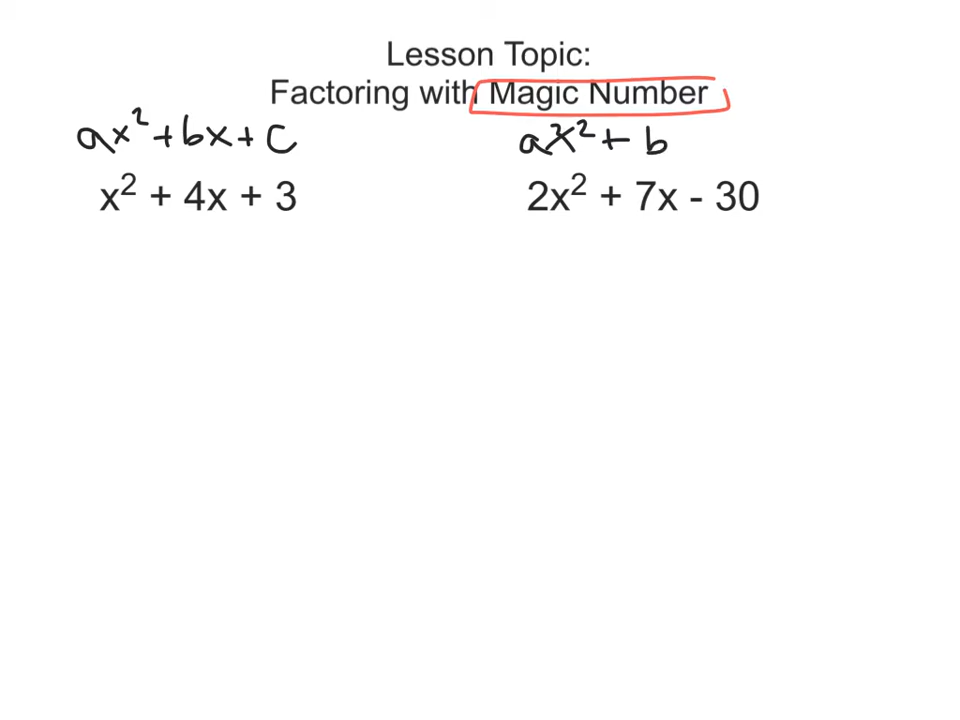 Lesson Topic:
Factoring with Magic Number
ax² + bx + c
ax² + b
x² + 4x + 3
2x² + 7x - 30